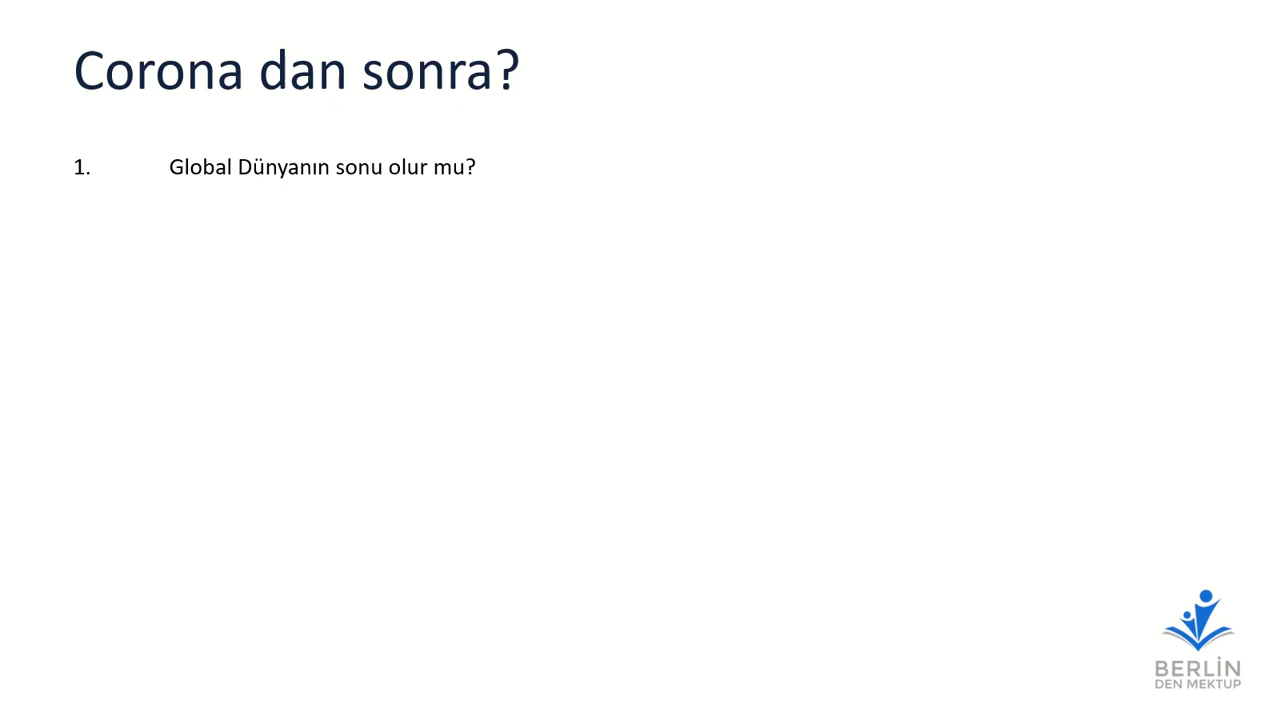 Corona dan sonra?
1. Global Dünyanın sonu olur mu?
BERLİN
DEN MEKTUP